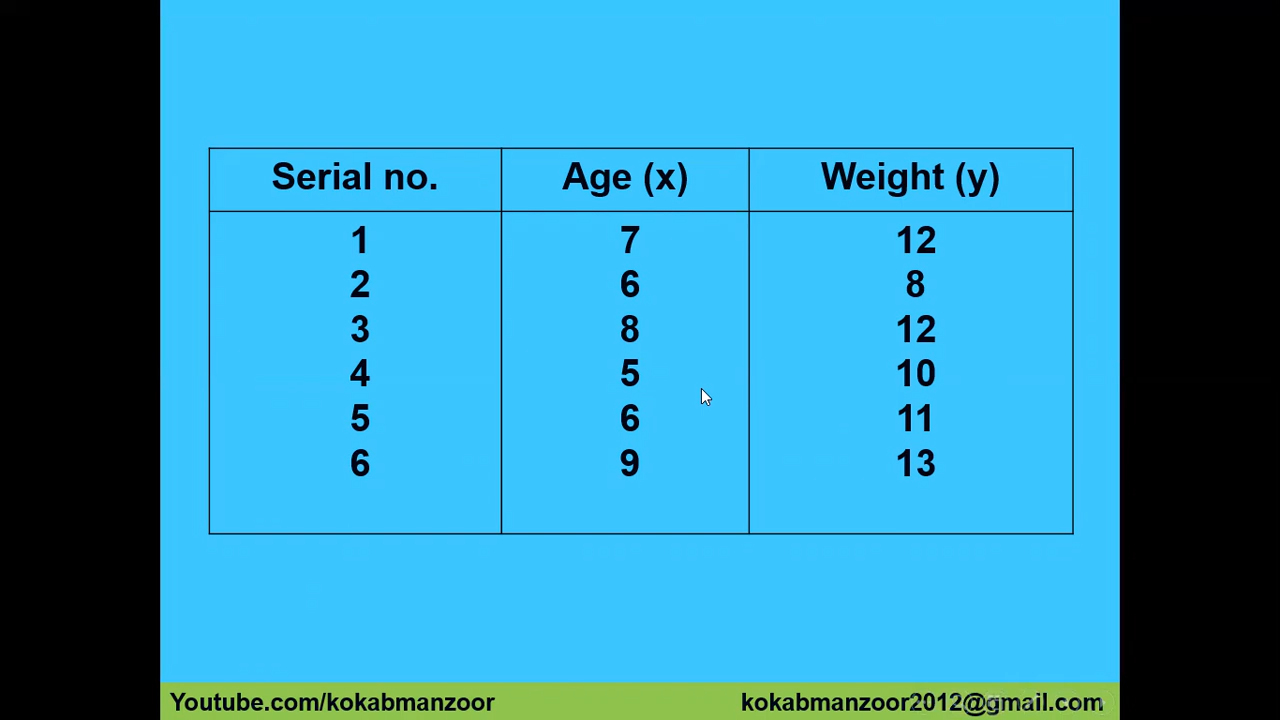 Serial no. Age (x) Weight (y)
1 7 12
2 6 8
3 8 12
4 5 10
5 6 11
6 9 13
Youtube.com/kokabmanzoor kokabmanzoor2012@gmail.com